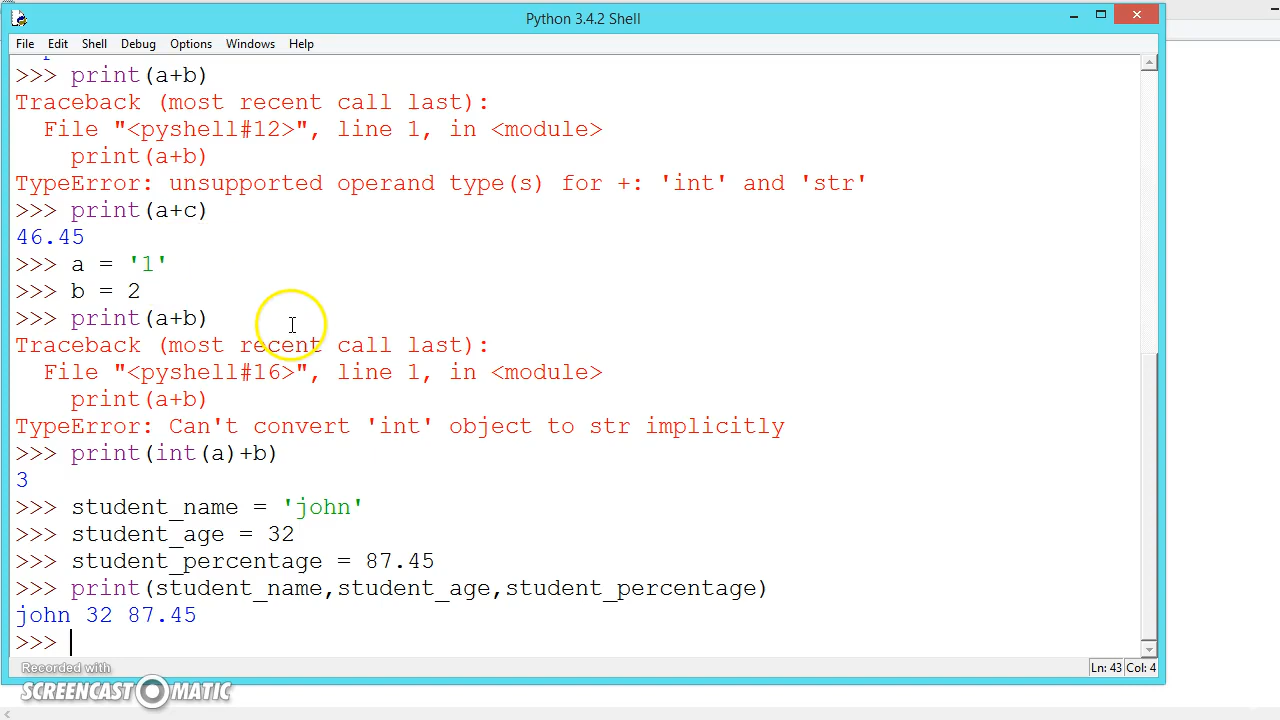 Python 3.4.2 Shell
File Edit Shell Debug Options Windows Help
>>> print(a+b)
Traceback (most recent call last):
  File "<pyshell#12>", line 1, in <module>
    print(a+b)
TypeError: unsupported operand type(s) for +: 'int' and 'str'
>>> print(a+c)
46.45
>>> a = '1'
>>> b = 2
>>> print(a+b)
Traceback (most recent call last):
  File "<pyshell#16>", line 1, in <module>
    print(a+b)
TypeError: Can't convert 'int' object to str implicitly
>>> print(int(a)+b)
3
>>> student_name = 'john'
>>> student_age = 32
>>> student_percentage = 87.45
>>> print(student_name,student_age,student_percentage)
john 32 87.45
>>>
Ln: 43 Col: 4
Recorded with
SCREENCAST MATIC